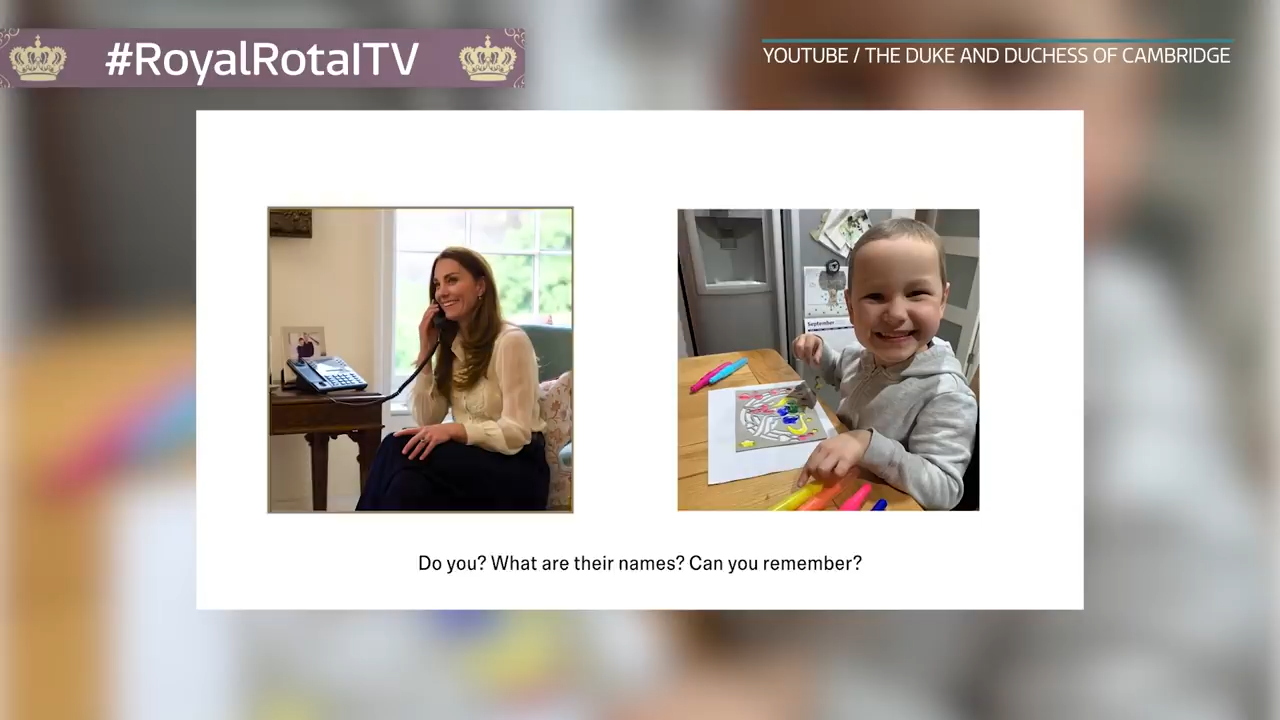 #RoyalRotaITV
YOUTUBE / THE DUKE AND DUCHESS OF CAMBRIDGE
September
Do you? What are their names? Can you remember?